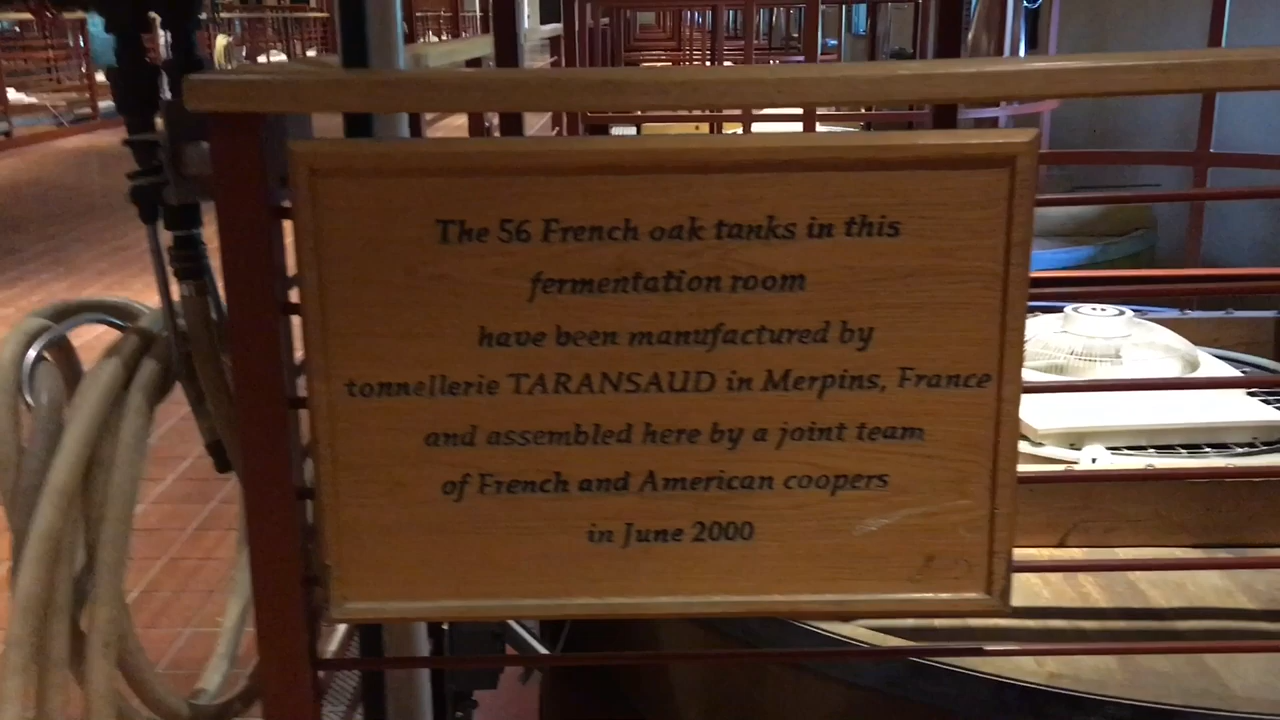 The 56 French oak tanks in this
fermentation room
have been manufactured by
tonnellerie TARANSAUD in Merpins, France
and assembled here by a joint team
of French and American coopers
in June 2000